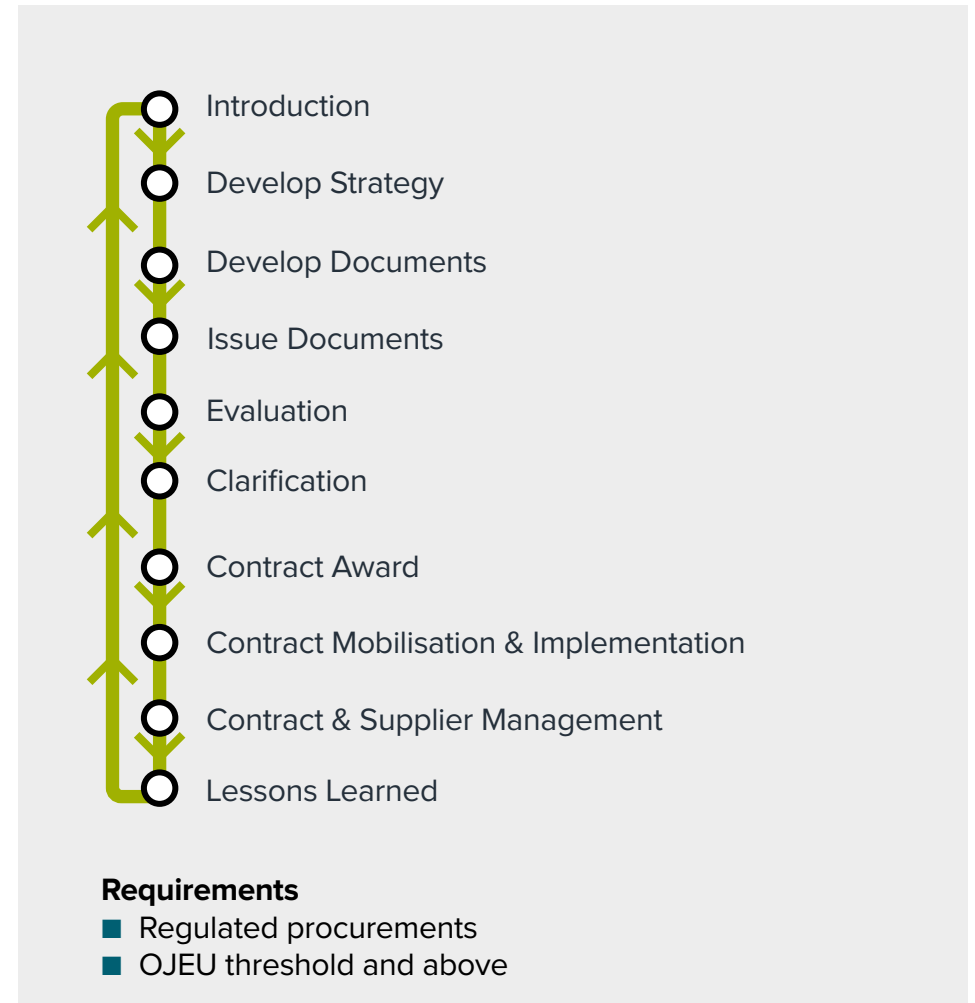 Introduction
Develop Strategy
Develop Documents
Issue Documents
Evaluation
Clarification
Contract Award
Contract Mobilisation & Implementation
Contract & Supplier Management
Lessons Learned
Requirements
Regulated procurements
OJEU threshold and above